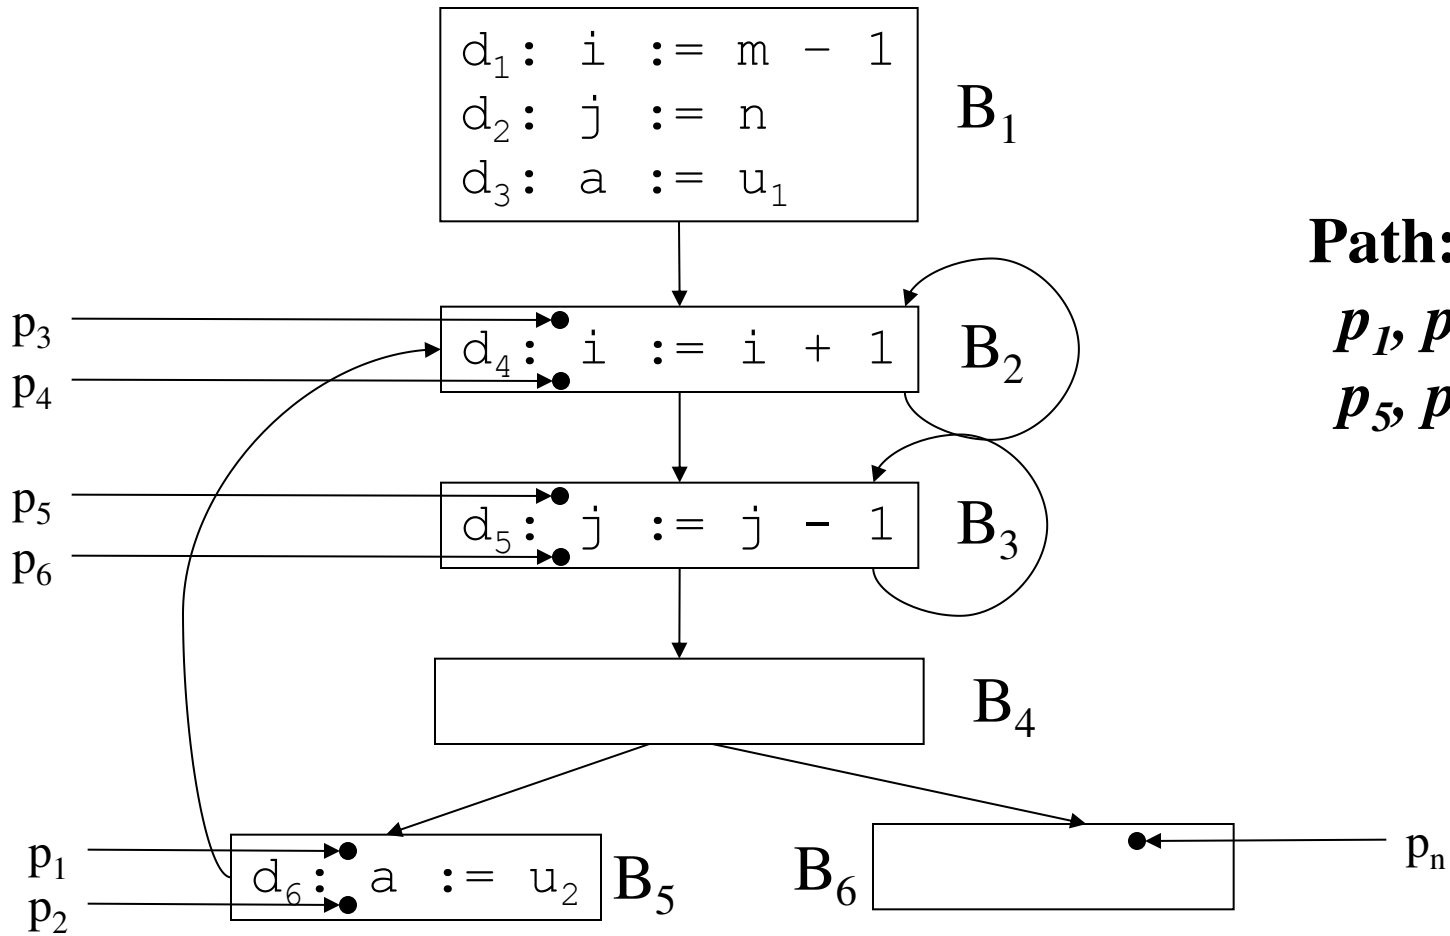 d₁: i := m − 1
d₂: j := n
d₃: a := u₁
B₁
Path:
p₁, p
p₅, p
p₃
p₄
d₄: i := i + 1
B₂
p₅
p₆
d₅: j := j − 1
B₃
B₄
p₁
p₂
d₆: a := u₂
B₅
B₆
pₙ